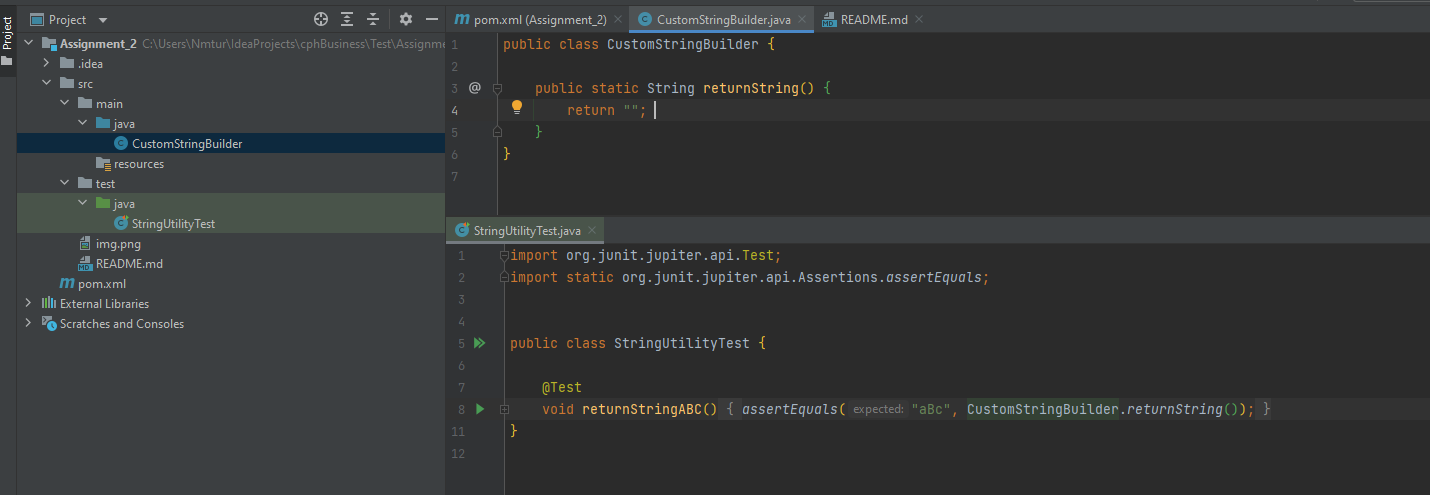 Project
Project
Assignment_2 C:\Users\Nmtur\IdeaProjects\cphBusiness\Test\Assignme
.idea
src
main
java
CustomStringBuilder
resources
test
java
StringUtilityTest
img.png
README.md
pom.xml
External Libraries
Scratches and Consoles
pom.xml (Assignment_2)
CustomStringBuilder.java
README.md
1 public class CustomStringBuilder {
2
3 @ public static String returnString() {
4 return "";
5 }
6 }
7
StringUtilityTest.java
1 import org.junit.jupiter.api.Test;
2 import static org.junit.jupiter.api.Assertions.assertEquals;
3
4
5 public class StringUtilityTest {
6
7 @Test
8 void returnStringABC() { assertEquals( expected: "aBc", CustomStringBuilder.returnString()); }
11 }
12